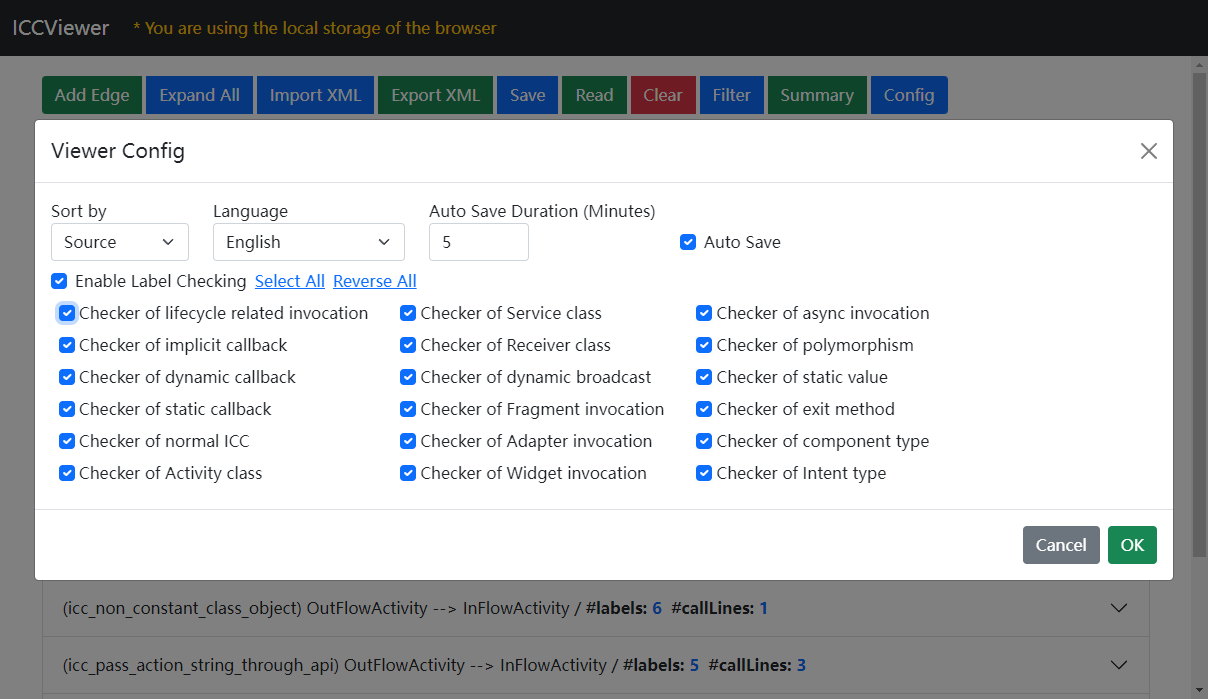 ICCViewer * You are using the local storage of the browser
Add Edge Expand All Import XML Export XML Save Read Clear Filter Summary Config
Viewer Config
Sort by Language Auto Save Duration (Minutes)
Source English 5 Auto Save
Enable Label Checking Select All Reverse All
Checker of lifecycle related invocation Checker of Service class Checker of async invocation
Checker of implicit callback Checker of Receiver class Checker of polymorphism
Checker of dynamic callback Checker of dynamic broadcast Checker of static value
Checker of static callback Checker of Fragment invocation Checker of exit method
Checker of normal ICC Checker of Adapter invocation Checker of component type
Checker of Activity class Checker of Widget invocation Checker of Intent type
Cancel OK
(icc_non_constant_class_object) OutFlowActivity --> InFlowActivity / #labels: 6 #callLines: 1
(icc_pass_action_string_through_api) OutFlowActivity --> InFlowActivity / #labels: 5 #callLines: 3